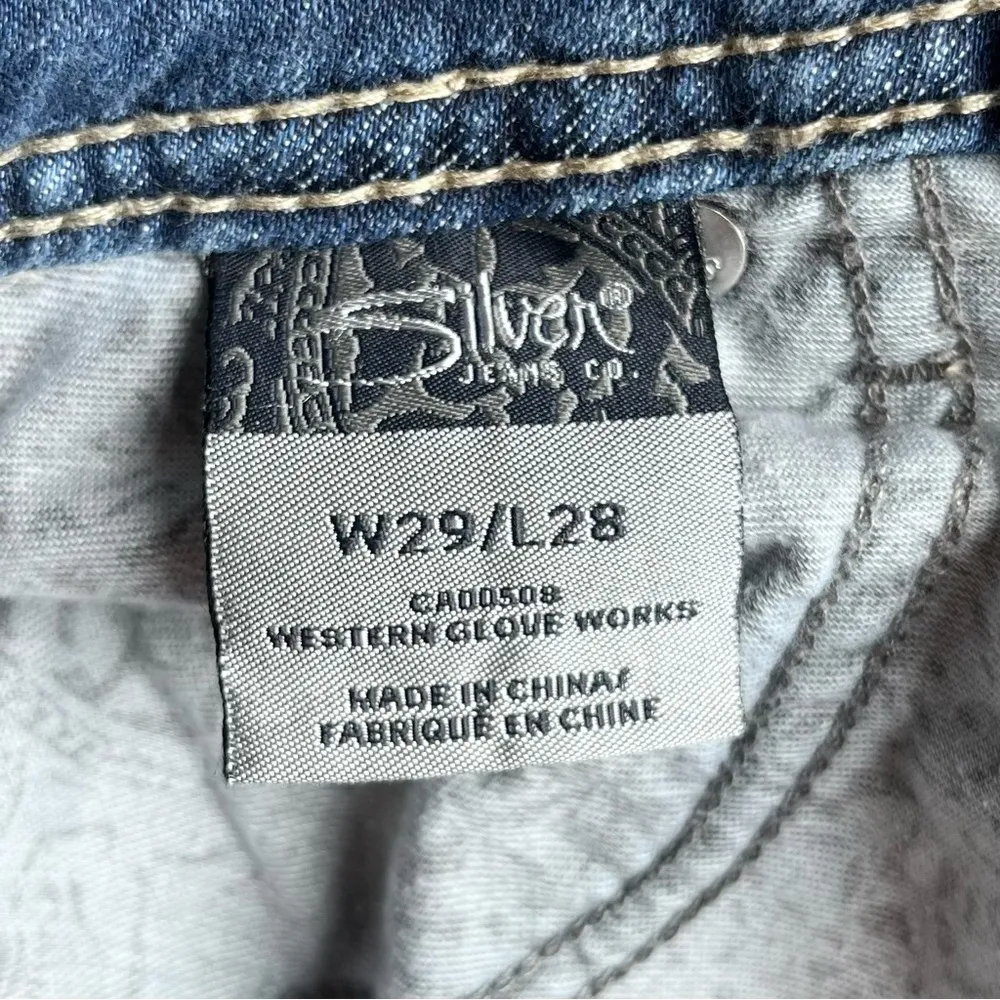 Silver®
JEANS CO.
W29/L28
CA00508
WESTERN GLOVE WORKS
MADE IN CHINA/
FABRIQUÉ EN CHINE